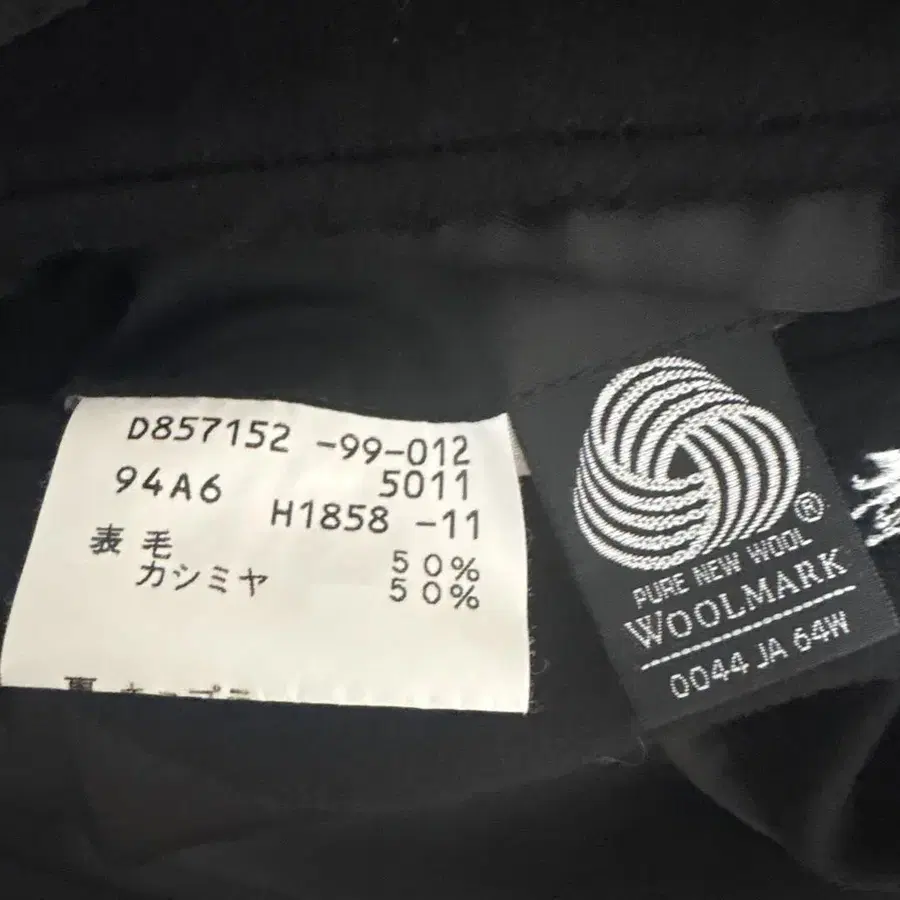 D857152 -99-012
94A6 5011
H1858 -11
表 毛 50%
カシミヤ 50%
®
PURE NEW WOOL
WOOLMARK
0044 JA 64W